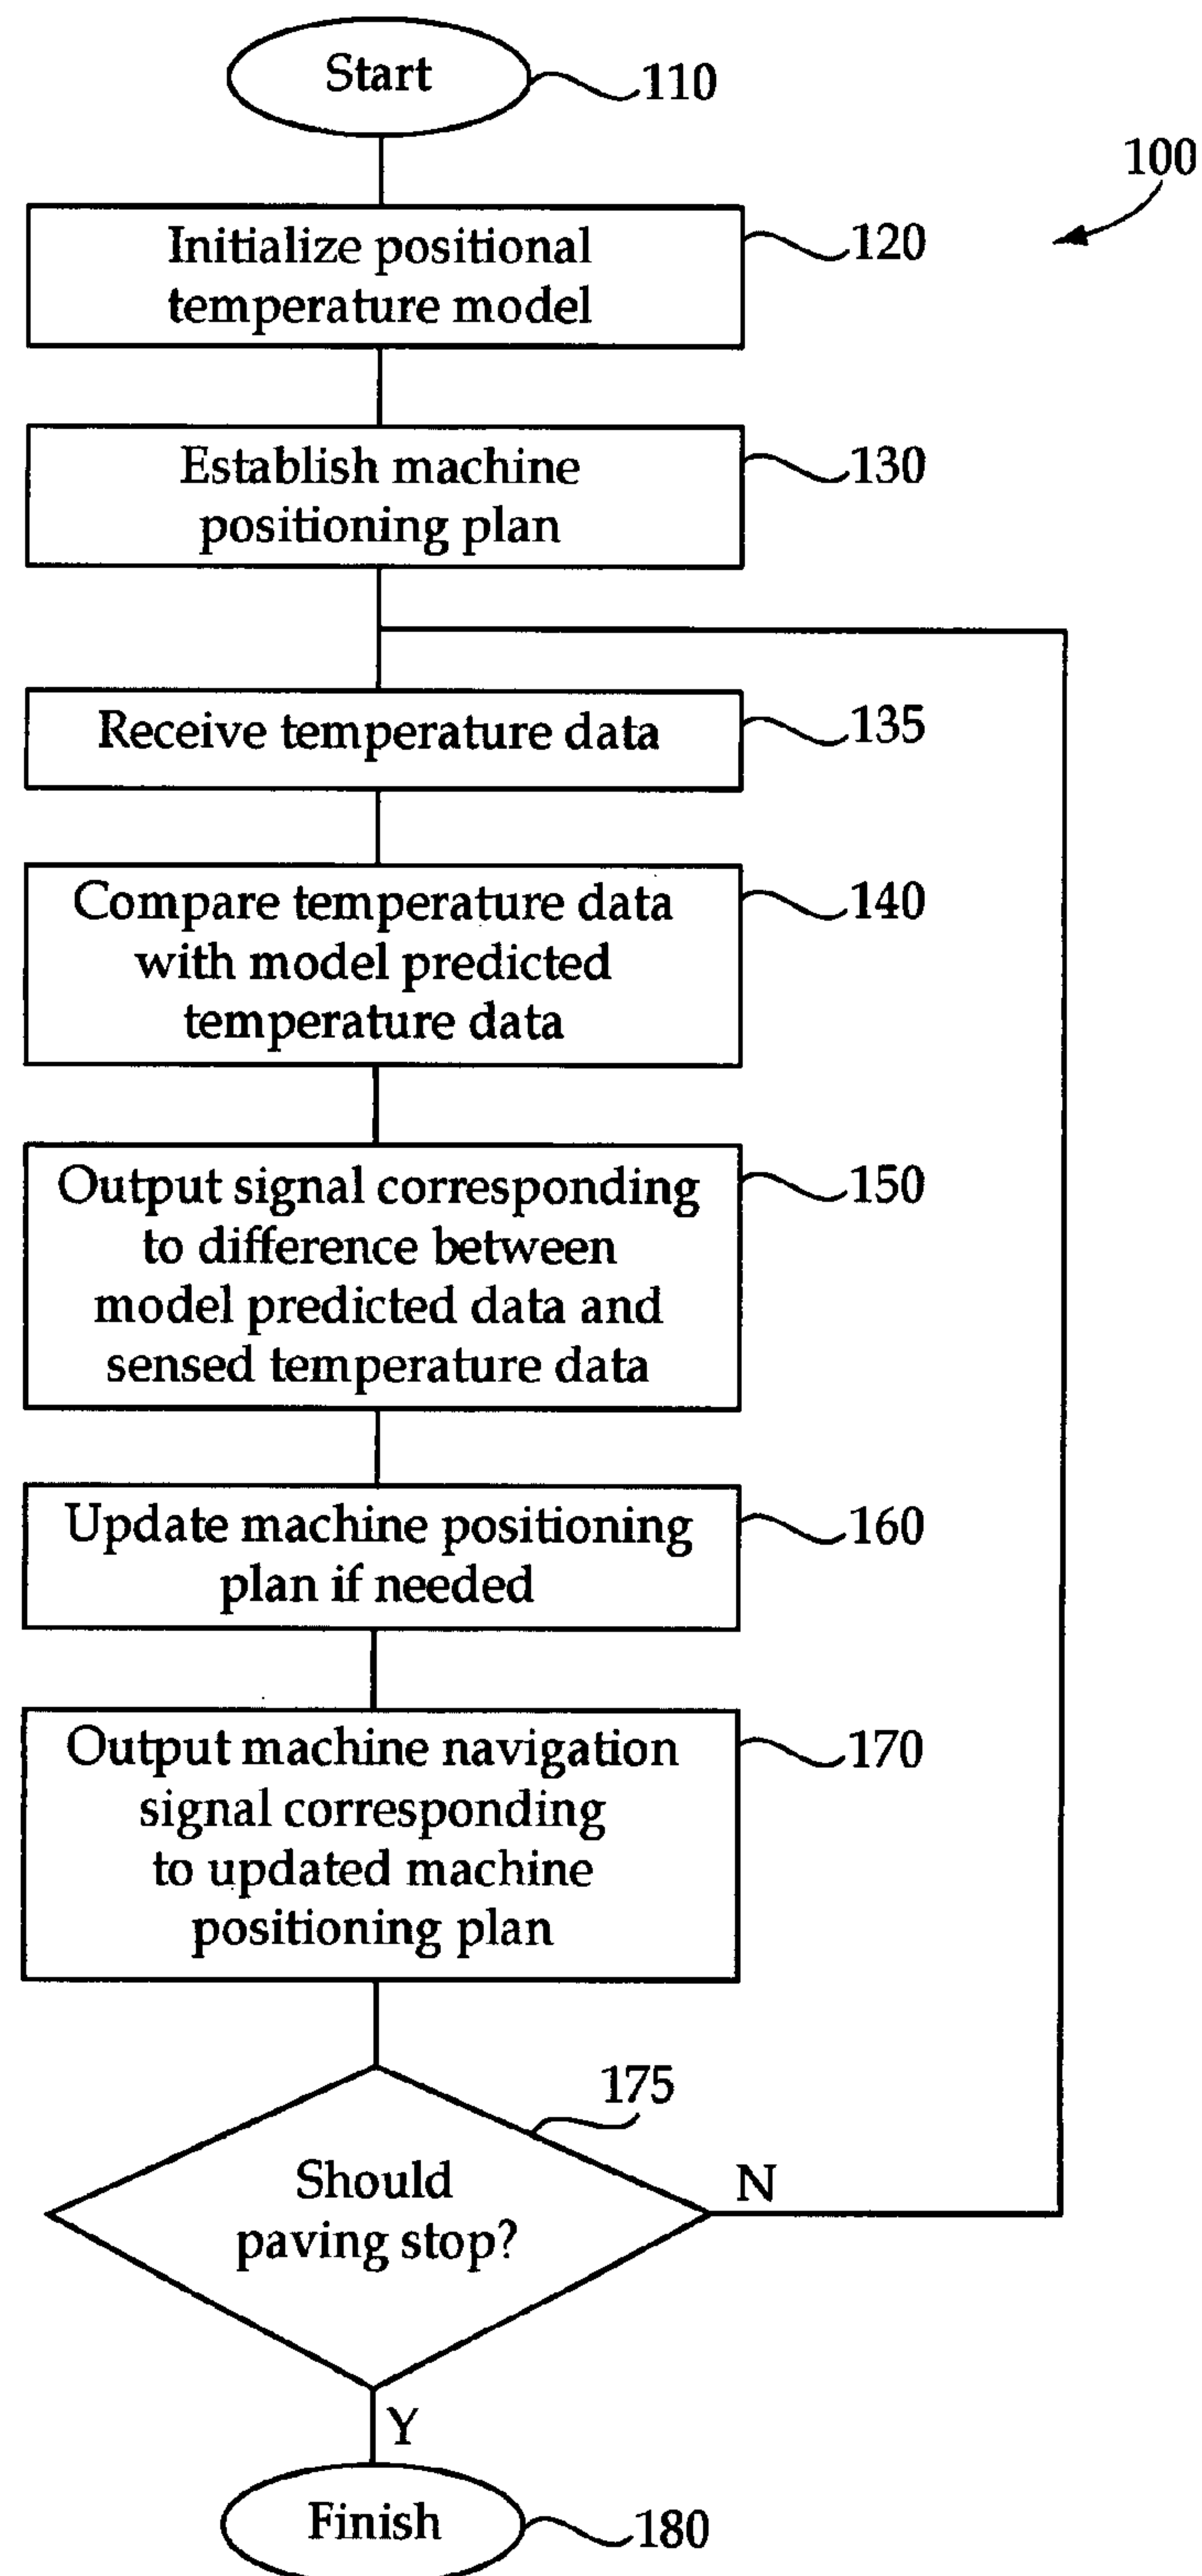 Start
110
100
Initialize positional
temperature model
120
Establish machine
positioning plan
130
Receive temperature data
135
Compare temperature data
with model predicted
temperature data
140
Output signal corresponding
to difference between
model predicted data and
sensed temperature data
150
Update machine positioning
plan if needed
160
Output machine navigation
signal corresponding
to updated machine
positioning plan
170
175
Should
paving stop?
N
Y
Finish
180